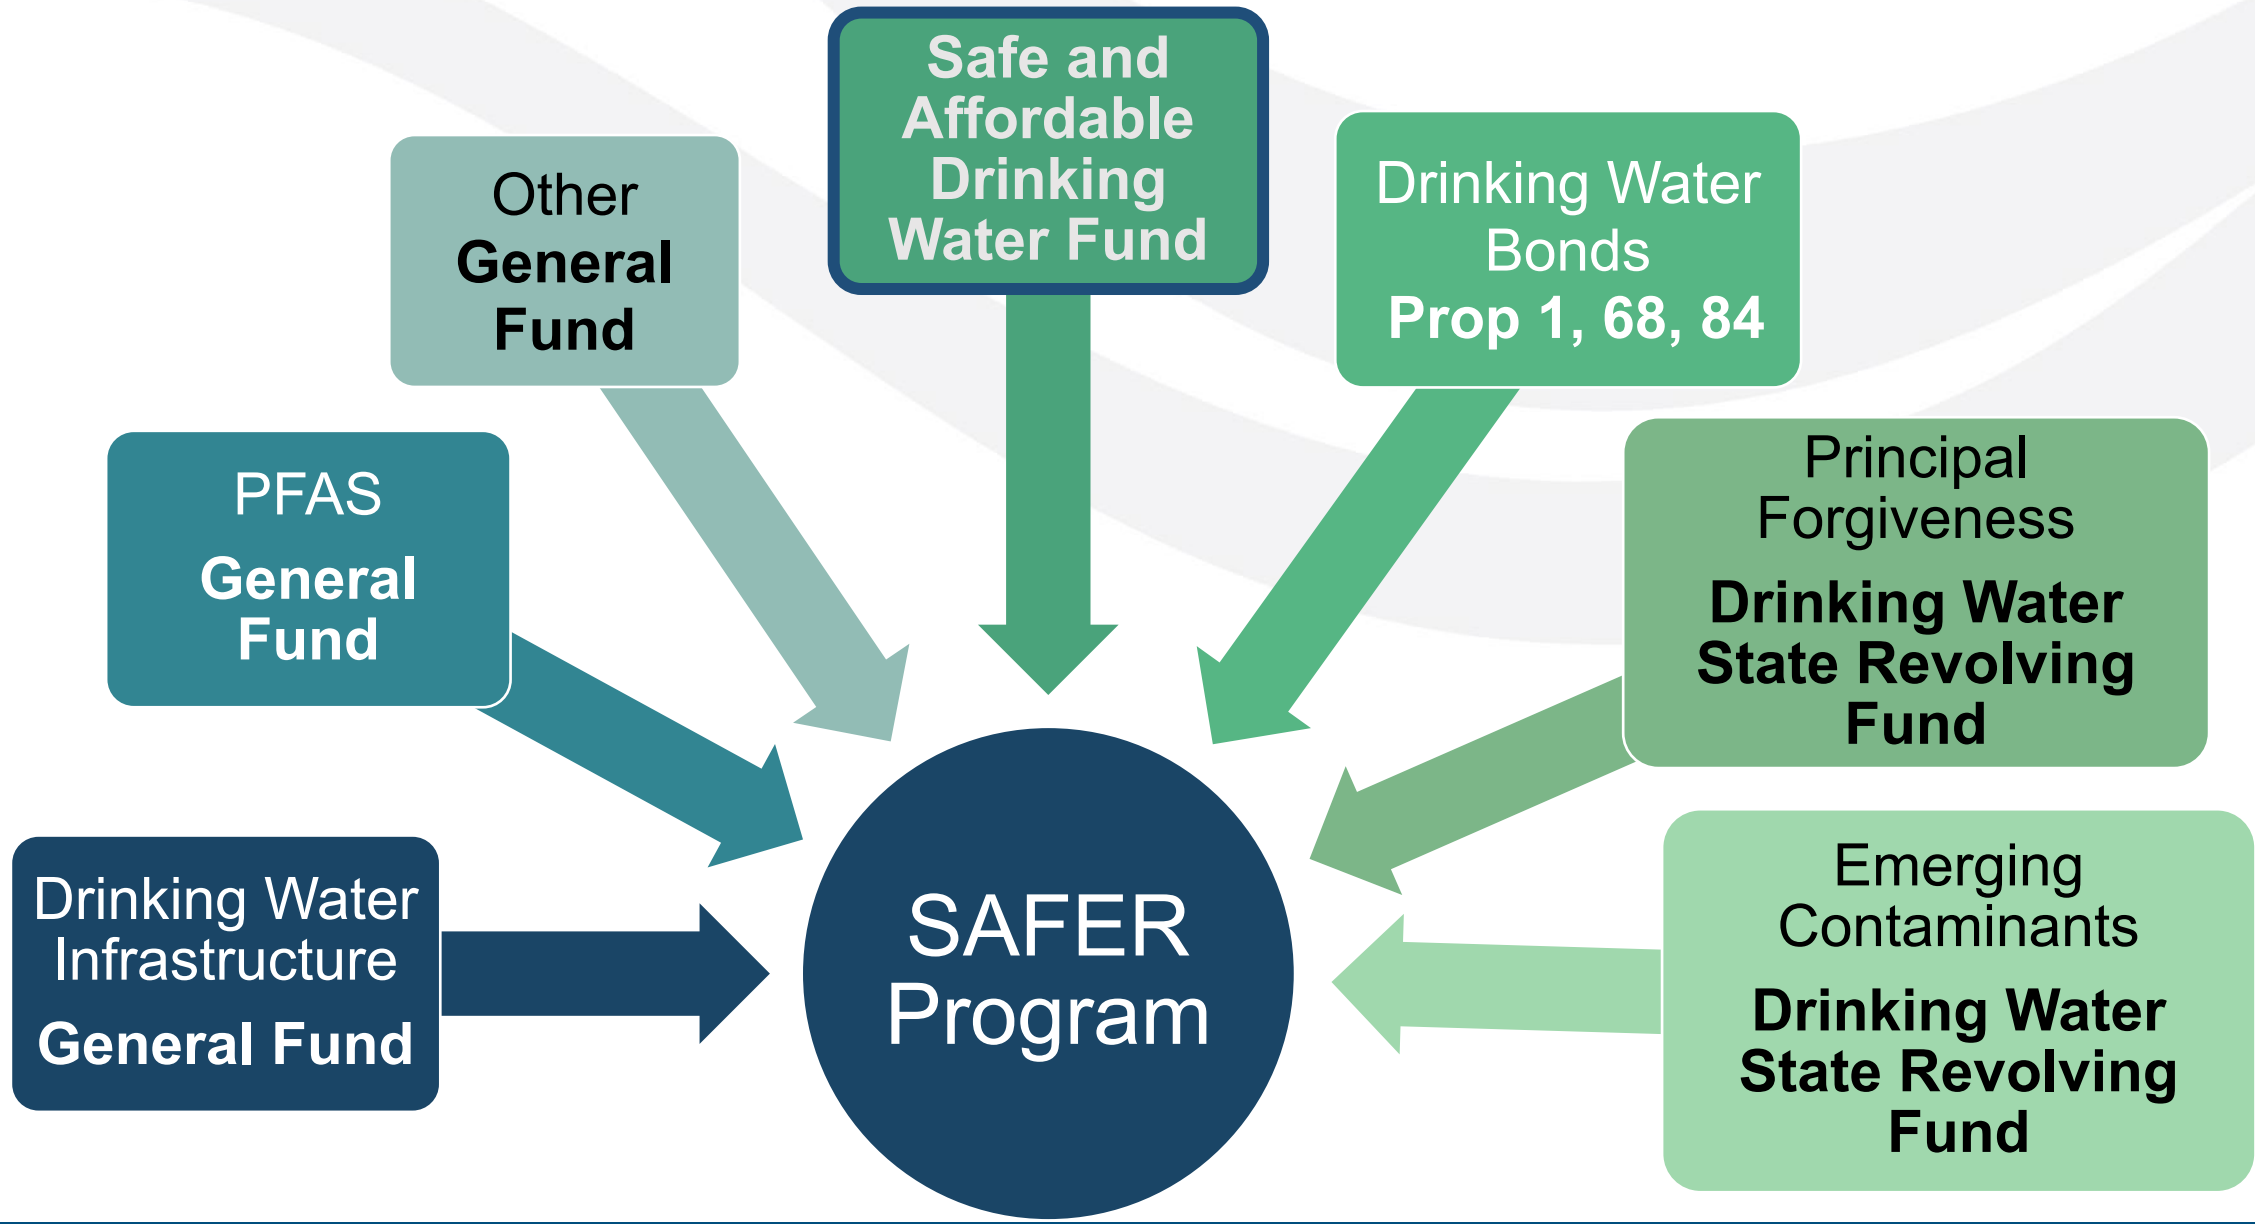 Safe and
Affordable
Drinking
Water Fund
Other
General
Fund
Drinking Water
Bonds
Prop 1, 68, 84
PFAS
General
Fund
Principal
Forgiveness
Drinking Water
State Revolving
Fund
Drinking Water
Infrastructure
General Fund
SAFER
Program
Emerging
Contaminants
Drinking Water
State Revolving
Fund